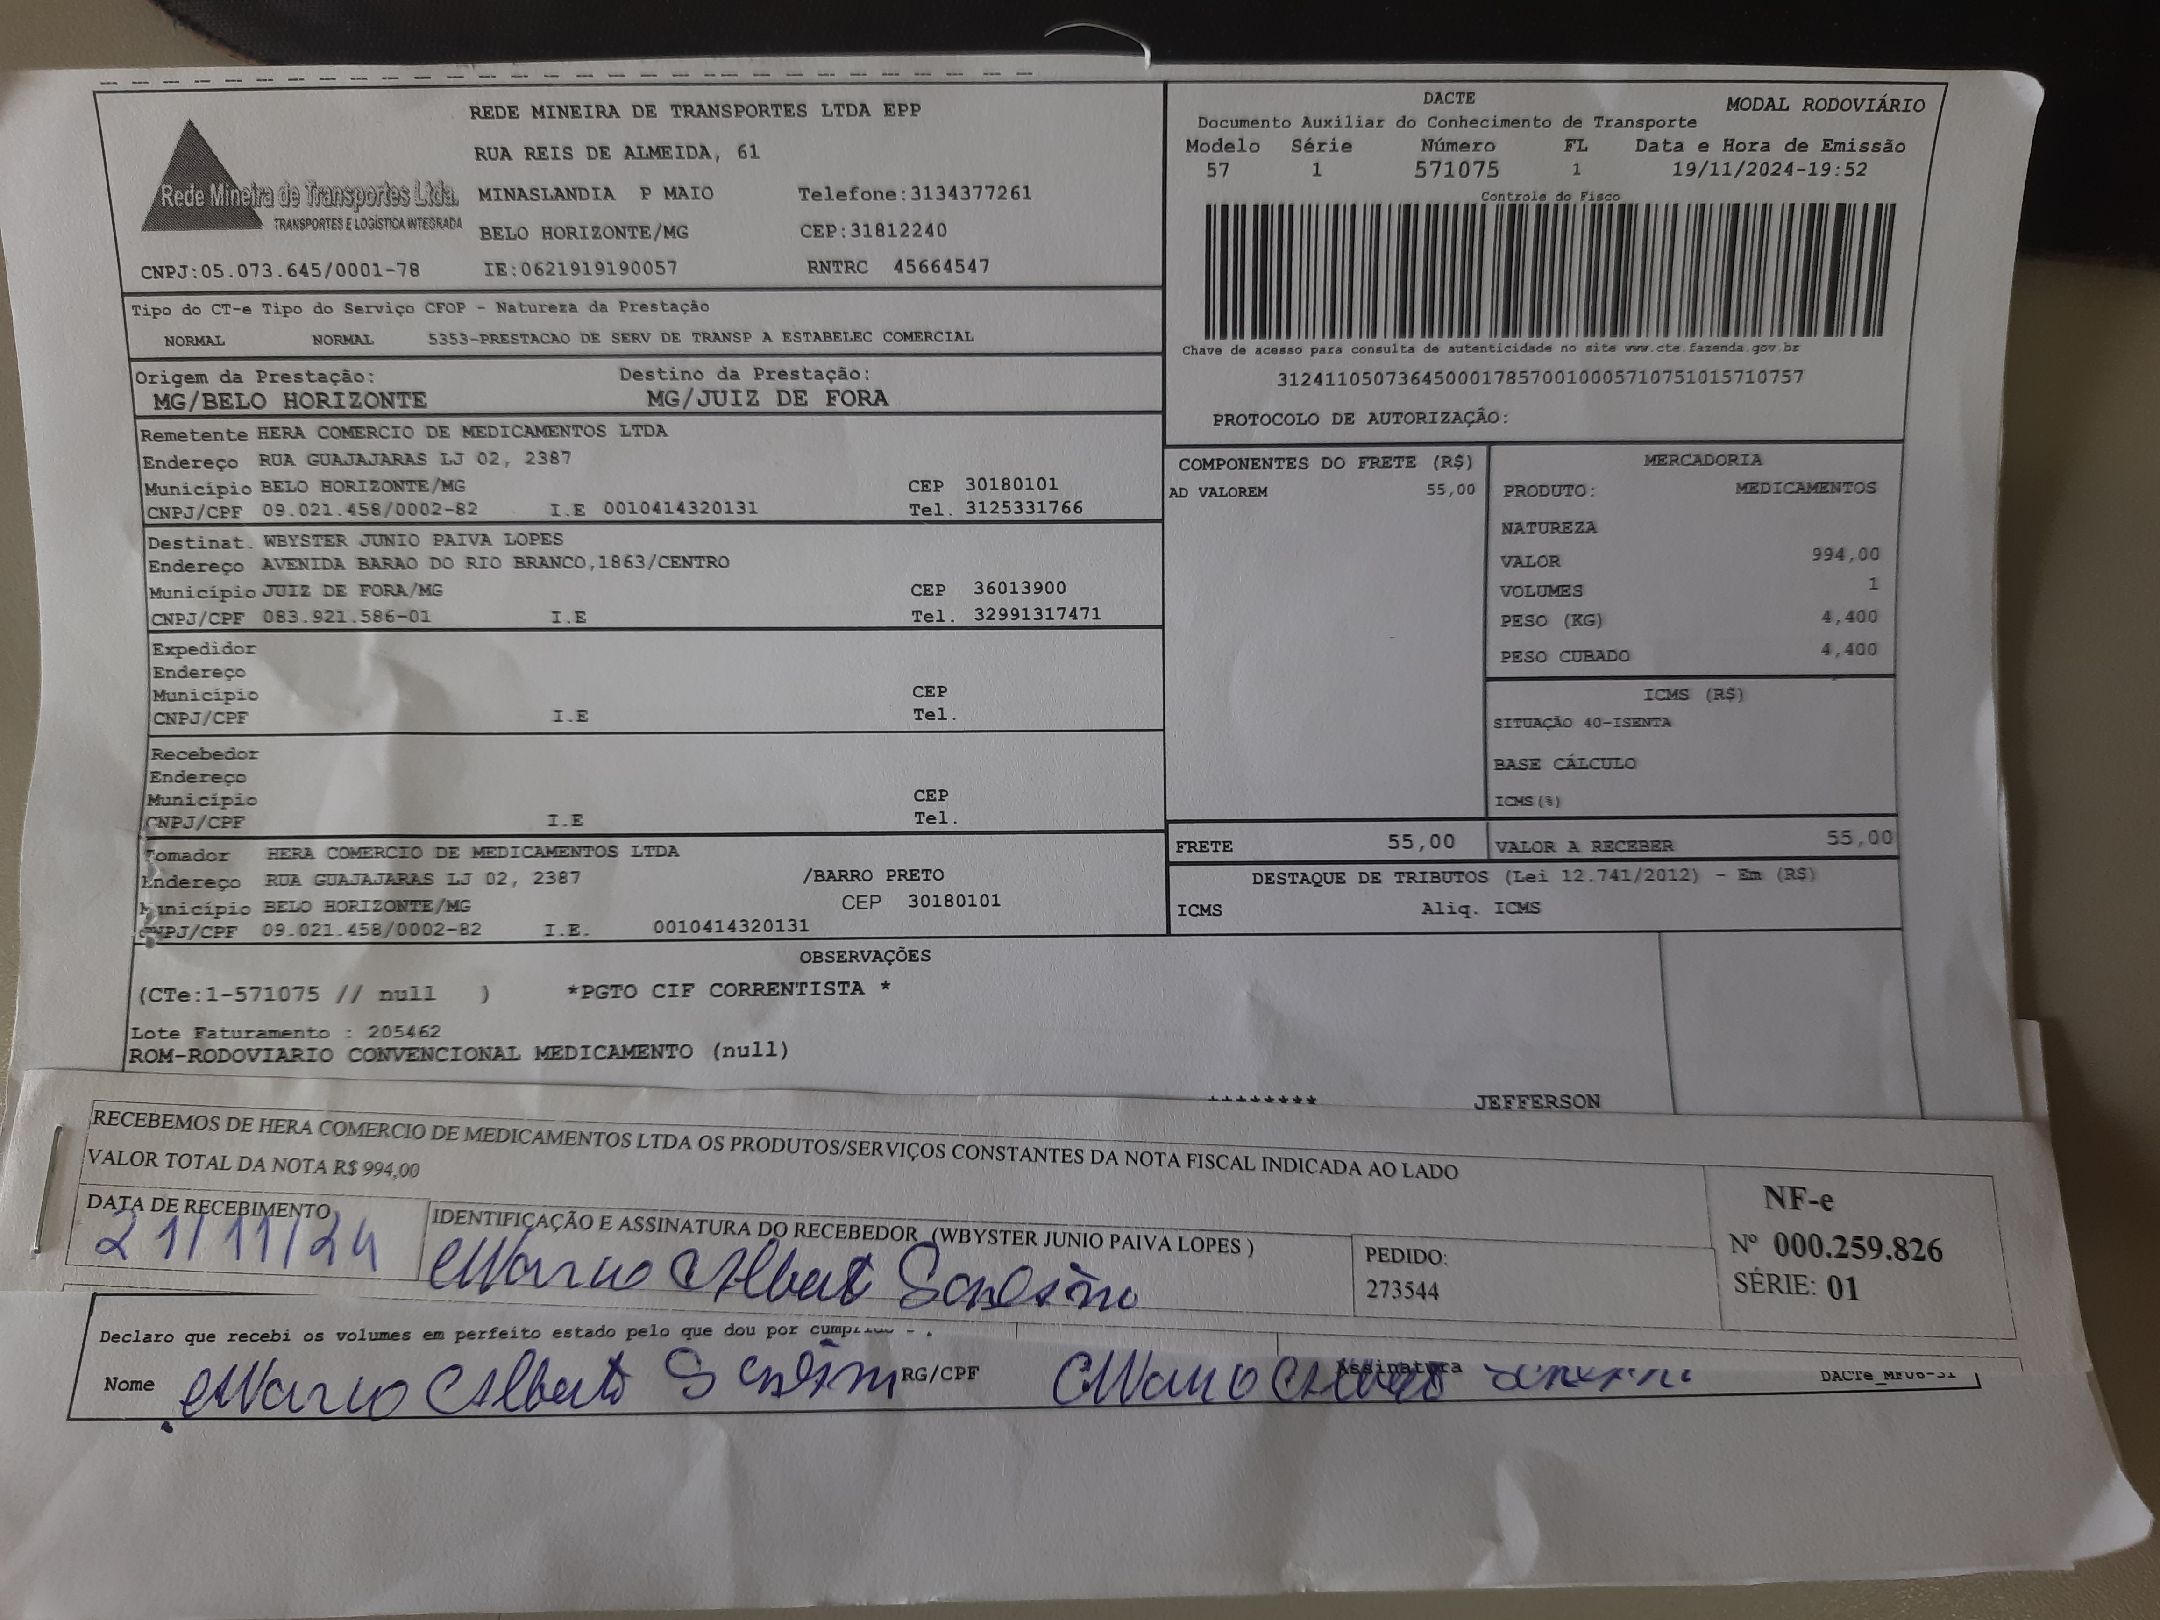 REDE MINEIRA DE TRANSPORTES LTDA EPP
RUA REIS DE ALMEIDA, 61
Rede Mineira de Transportes Ltda.
TRANSPORTES E LOGÍSTICA INTEGRADA
MINASLANDIA P MAIO Telefone:3134377261
BELO HORIZONTE/MG CEP:31812240
CNPJ:05.073.645/0001-78 IE:0621919190057 RNTRC 45664547
DACTE MODAL RODOVIÁRIO
Documento Auxiliar do Conhecimento de Transporte
Modelo Série Número FL Data e Hora de Emissão
57 1 571075 1 19/11/2024-19:52
Controle do Fisco
Chave de acesso para consulta de autenticidade no site www.cte.fazenda.gov.br
31241105073645000178570010005710751015710757
PROTOCOLO DE AUTORIZAÇÃO:
Tipo do CT-e Tipo do Serviço CFOP - Natureza da Prestação
NORMAL NORMAL 5353-PRESTACAO DE SERV DE TRANSP A ESTABELEC COMERCIAL
Origem da Prestação: Destino da Prestação:
MG/BELO HORIZONTE MG/JUIZ DE FORA
Remetente HERA COMERCIO DE MEDICAMENTOS LTDA
Endereço RUA GUAJAJARAS LJ 02, 2387
Município BELO HORIZONTE/MG CEP 30180101
CNPJ/CPF 09.021.458/0002-82 I.E 0010414320131 Tel. 3125331766
Destinat. WBYSTER JUNIO PAIVA LOPES
Endereço AVENIDA BARAO DO RIO BRANCO,1863/CENTRO
Município JUIZ DE FORA/MG CEP 36013900
CNPJ/CPF 083.921.586-01 I.E Tel. 32991317471
Expedidor
Endereço
Município CEP
CNPJ/CPF I.E Tel.
Recebedor
Endereço
Município CEP
CNPJ/CPF I.E Tel.
Tomador HERA COMERCIO DE MEDICAMENTOS LTDA
Endereço RUA GUAJAJARAS LJ 02, 2387 /BARRO PRETO
Município BELO HORIZONTE/MG CEP 30180101
CNPJ/CPF 09.021.458/0002-82 I.E. 0010414320131
COMPONENTES DO FRETE (R$)
AD VALOREM 55,00
MERCADORIA
PRODUTO: MEDICAMENTOS
NATUREZA
VALOR 994,00
VOLUMES 1
PESO (KG) 4,400
PESO CUBADO 4,400
ICMS (R$)
SITUAÇÃO 40-ISENTA
BASE CÁLCULO
ICMS(%)
FRETE 55,00 VALOR A RECEBER 55,00
DESTAQUE DE TRIBUTOS (Lei 12.741/2012) - Em (R$)
ICMS Aliq. ICMS
OBSERVAÇÕES
(CTe:1-571075 // null ) *PGTO CIF CORRENTISTA *
Lote Faturamento : 205462
ROM-RODOVIARIO CONVENCIONAL MEDICAMENTO (null)
******** JEFFERSON
RECEBEMOS DE HERA COMERCIO DE MEDICAMENTOS LTDA OS PRODUTOS/SERVIÇOS CONSTANTES DA NOTA FISCAL INDICADA AO LADO
VALOR TOTAL DA NOTA R$ 994,00
DATA DE RECEBIMENTO
21/11/24
IDENTIFICAÇÃO E ASSINATURA DO RECEBEDOR (WBYSTER JUNIO PAIVA LOPES )
PEDIDO:
273544
NF-e
Nº 000.259.826
SÉRIE: 01
Declaro que recebi os volumes em perfeito estado pelo que dou por
Nome Marco Alberto RG/CPF Assinatura